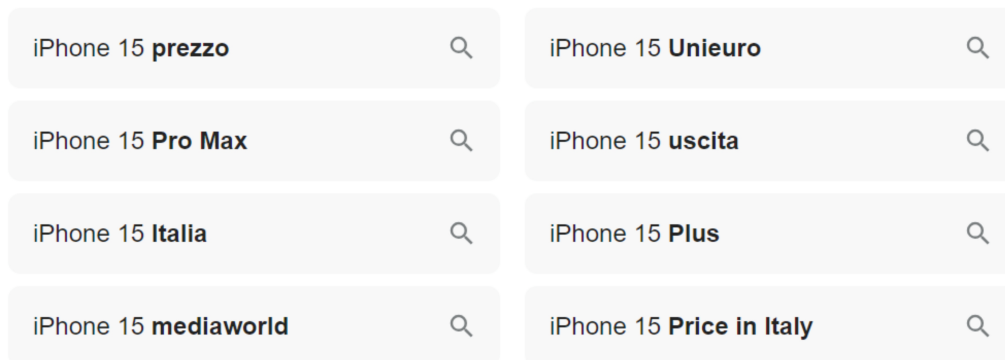 iPhone 15 prezzo
iPhone 15 Unieuro
iPhone 15 Pro Max
iPhone 15 uscita
iPhone 15 Italia
iPhone 15 Plus
iPhone 15 mediaworld
iPhone 15 Price in Italy